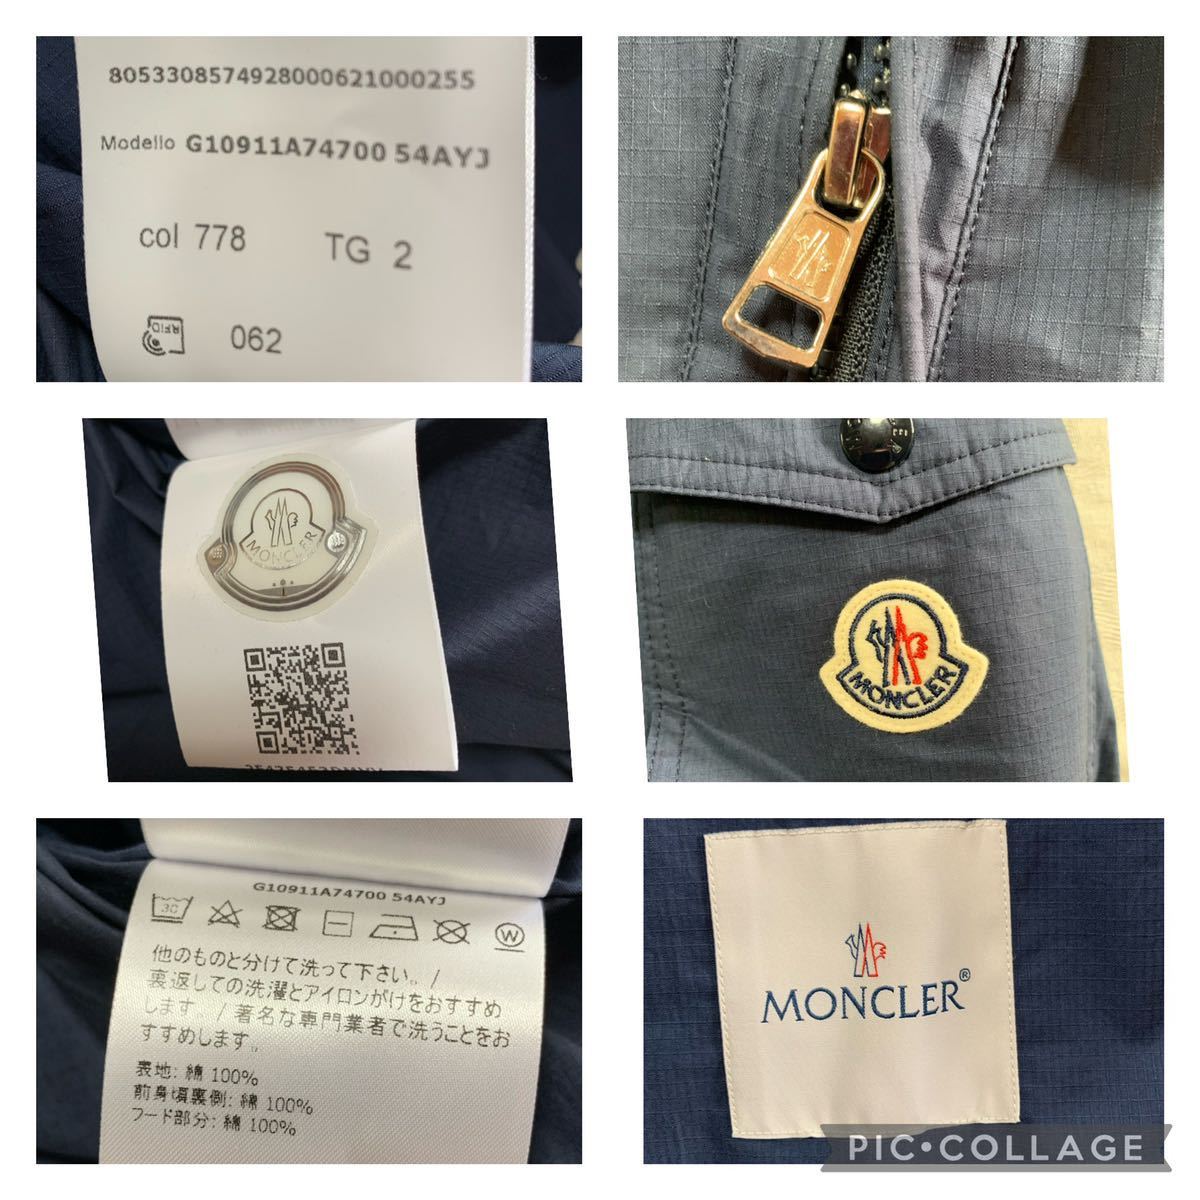 8053308574928000621000255
Modello G10911A74700 54AYJ
col 778 TG 2
RFID 062
MONCLER
MONCLER
G10911A74700 54AYJ
30
W
他のものと分けて洗って下さい。/
裏返しての洗濯とアイロンがけをおすすめ
します。/著名な専門業者で洗うことをお
すすめします。
表地: 綿 100%
前身頃裏側: 綿 100%
フード部分: 綿 100%
MONCLER®
PIC•COLLAGE